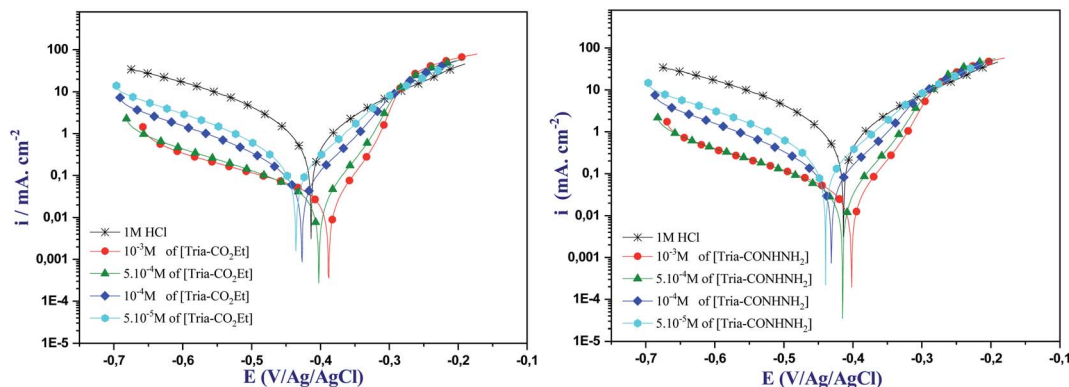 i / mA. cm-2
100
10
1
0,1
0,01
0,001
1E-4
1E-5
1M HCl
10-3M of [Tria-CO2Et]
5.10-4M of [Tria-CO2Et]
10-4M of [Tria-CO2Et]
5.10-5M of [Tria-CO2Et]
-0,7 -0,6 -0,5 -0,4 -0,3 -0,2 -0,1
E (V/Ag/AgCl)
i (mA. cm-2)
100
10
1
0,1
0,01
0,001
1E-4
1E-5
1M HCl
10-3M of [Tria-CONHNH2]
5.10-4M of [Tria-CONHNH2]
10-4M of [Tria-CONHNH2]
5.10-5M of [Tria-CONHNH2]
-0,7 -0,6 -0,5 -0,4 -0,3 -0,2 -0,1
E (V/Ag/AgCl)